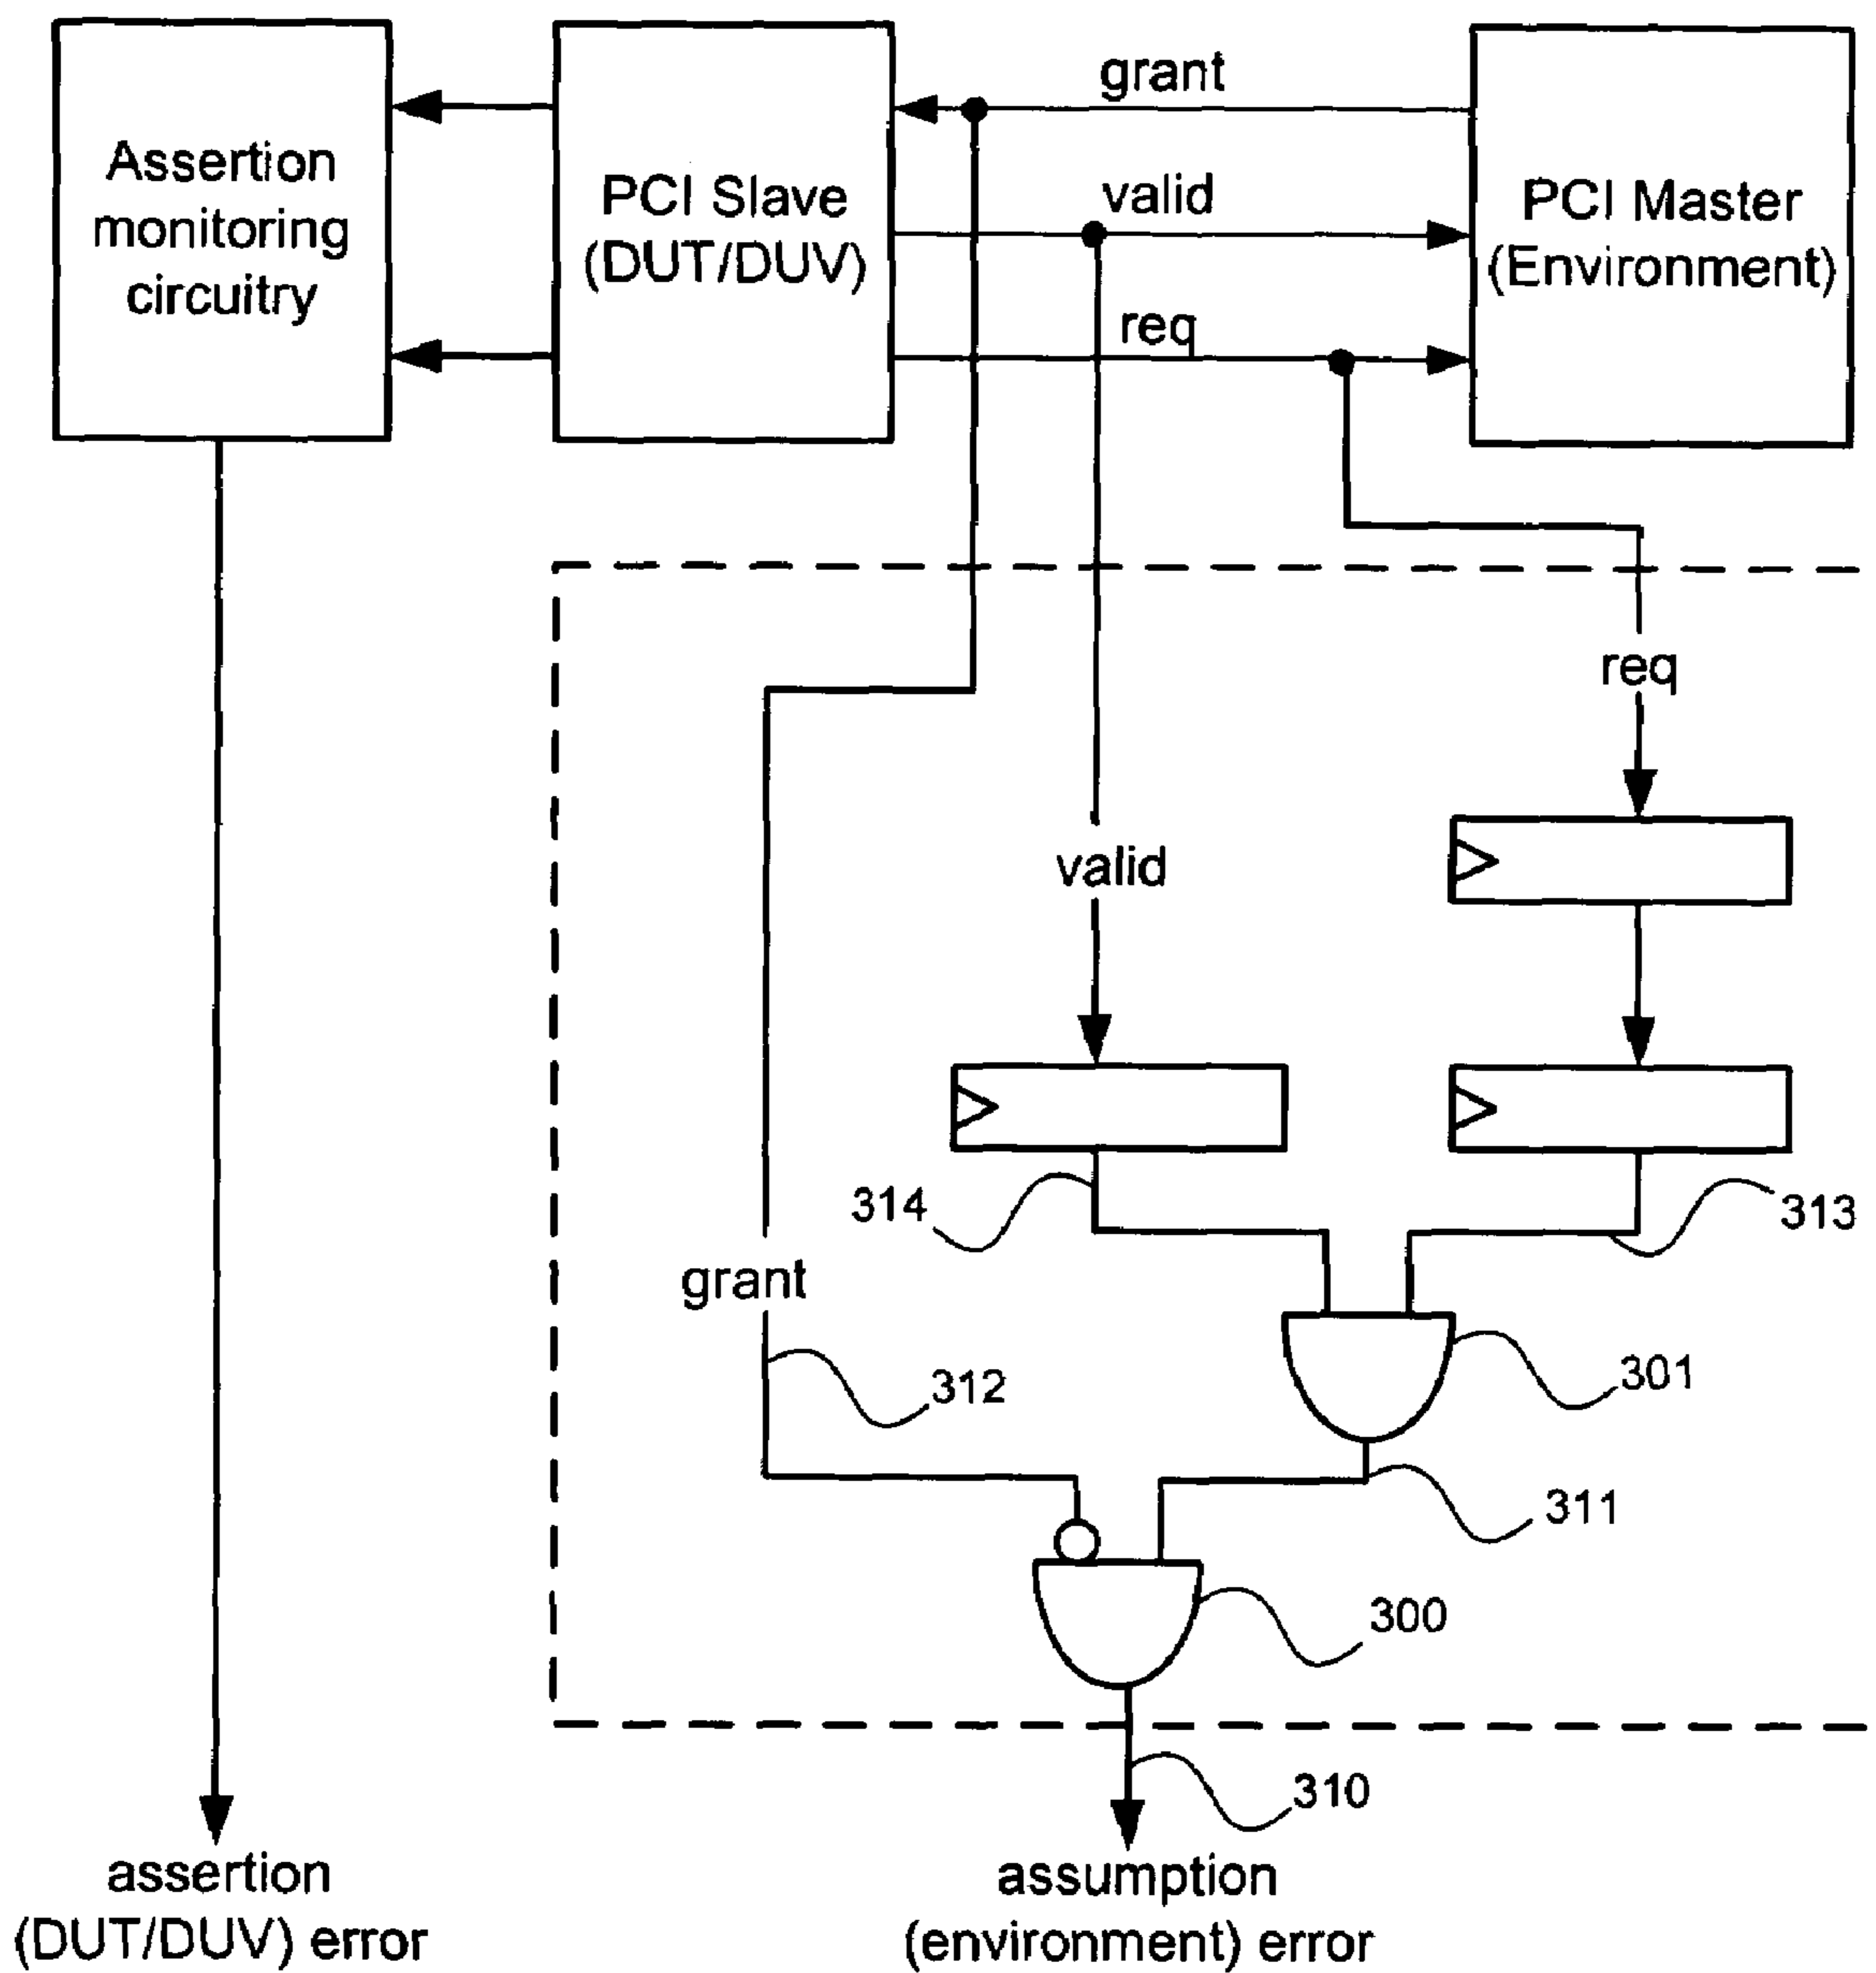 Assertion
monitoring
circuitry
PCI Slave
(DUT/DUV)
grant
valid
req
PCI Master
(Environment)
req
valid
314
313
grant
312
301
311
300
310
assertion
(DUT/DUV) error
assumption
(environment) error